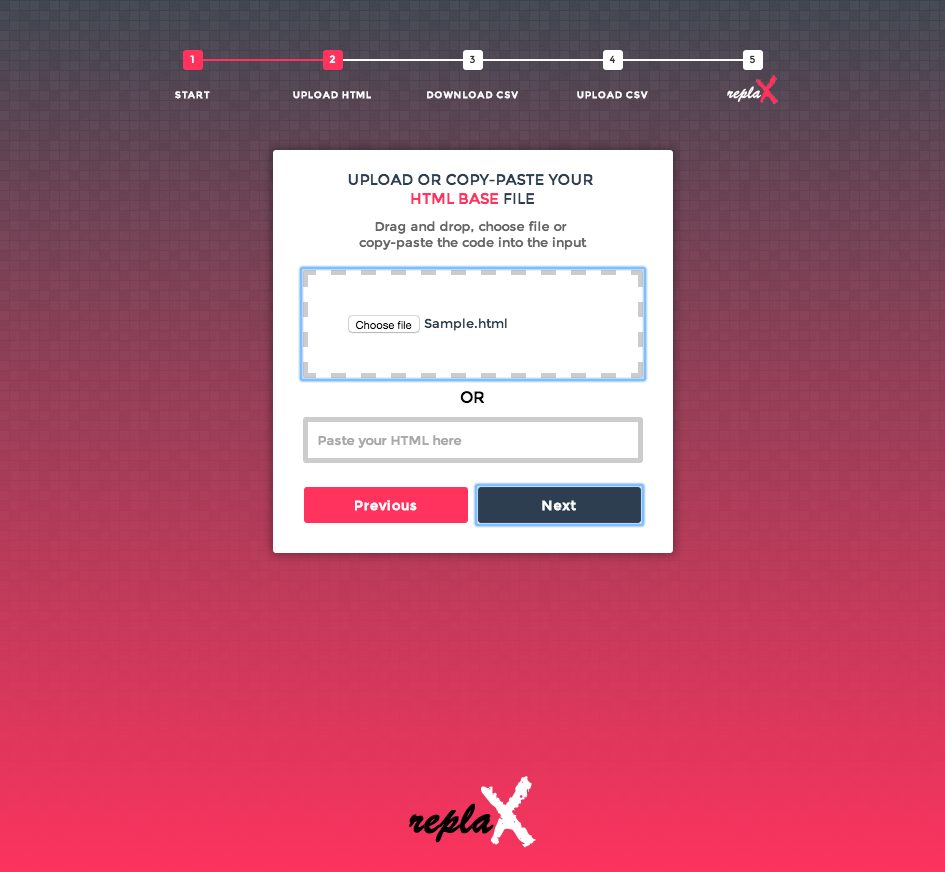 1 2 3 4 5
START UPLOAD HTML DOWNLOAD CSV UPLOAD CSV replaX
UPLOAD OR COPY-PASTE YOUR
HTML BASE FILE
Drag and drop, choose file or
copy-paste the code into the input
Choose file Sample.html
OR
Paste your HTML here
Previous Next
replaX